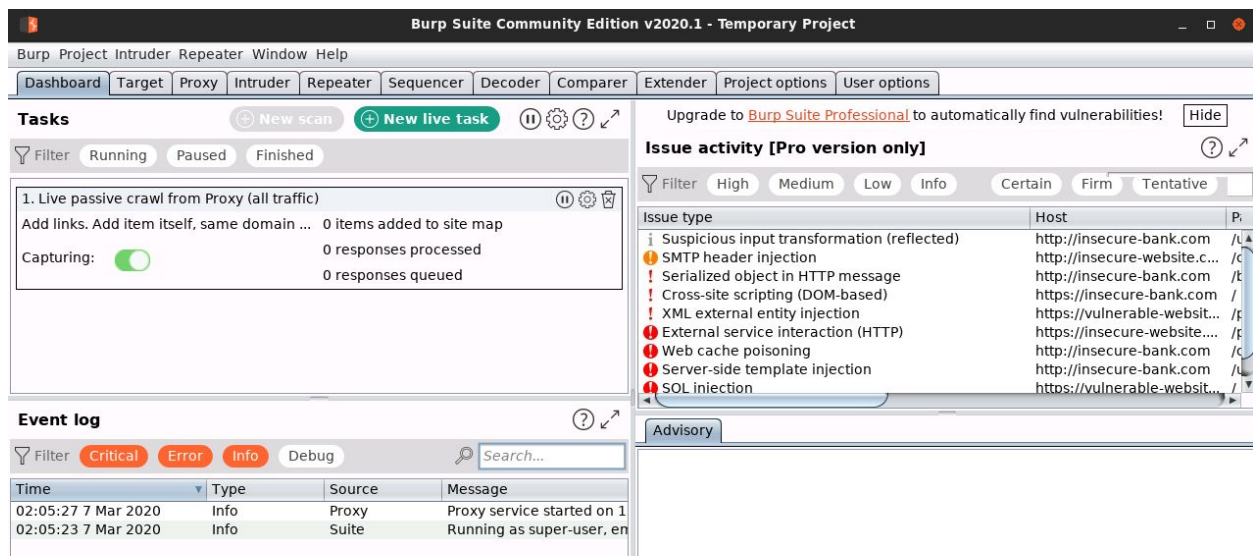 Burp Suite Community Edition v2020.1 - Temporary Project
Burp Project Intruder Repeater Window Help
Dashboard Target Proxy Intruder Repeater Sequencer Decoder Comparer Extender Project options User options
Tasks
New scan New live task
Filter Running Paused Finished
1. Live passive crawl from Proxy (all traffic)
Add links. Add item itself, same domain ... 0 items added to site map
Capturing: 0 responses processed
0 responses queued
Event log
Filter Critical Error Info Debug Search...
Time Type Source Message
02:05:27 7 Mar 2020 Info Proxy Proxy service started on 1
02:05:23 7 Mar 2020 Info Suite Running as super-user, em
Upgrade to Burp Suite Professional to automatically find vulnerabilities! Hide
Issue activity [Pro version only]
Filter High Medium Low Info Certain Firm Tentative
Issue type Host
Suspicious input transformation (reflected) http://insecure-bank.com
SMTP header injection http://insecure-website.c...
Serialized object in HTTP message http://insecure-bank.com
Cross-site scripting (DOM-based) https://insecure-bank.com /
XML external entity injection https://vulnerable-websit...
External service interaction (HTTP) https://insecure-website....
Web cache poisoning http://insecure-bank.com
Server-side template injection http://insecure-bank.com
SQL injection https://vulnerable-websit... /
Advisory